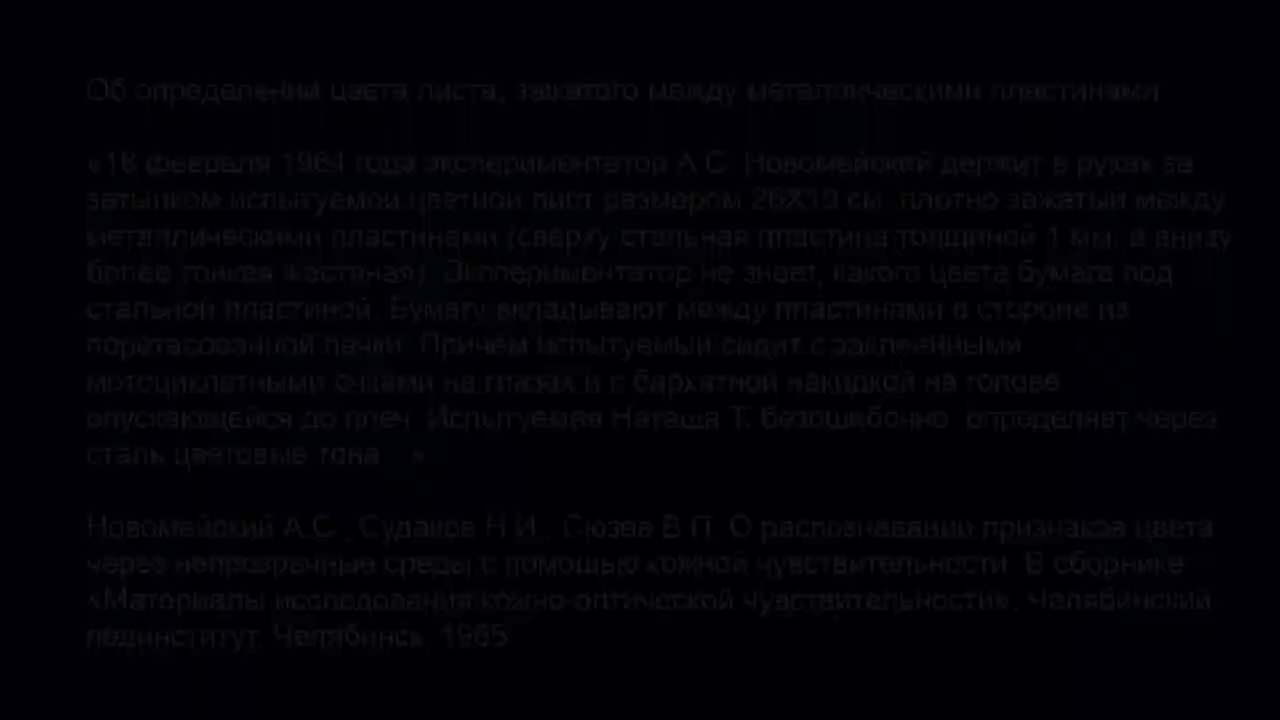 Об определении цвета листа, зажатого между металлическими пластинами
«18 февраля 1964 года экспериментатор А.С. Новомейский держит в руках за
затылком испытуемой цветной лист размером 26X19 см, плотно зажатый между
металлическими пластинами (сверху стальная пластина толщиной 1 мм, а внизу
более тонкая жестяная). Экспериментатор не знает, какого цвета бумага под
стальной пластиной. Бумагу вкладывают между пластинами в стороне из
перетасованной пачки. Причем испытуемый сидит с заклеенными
мотоциклетными очками на глазах и с бархатной накидкой на голове
опускающейся до плеч. Испытуемая Наташа Т. безошибочно определяет через
сталь цветовые тона...»
Новомейский А.С., Судаков Н.И., Сюзев В.П. О распознавании признаков цвета
через непрозрачные среды с помощью кожной чувствительности. В сборнике
«Материалы исследования кожно-оптической чувствительности», Челябинский
пединститут, Челябинск, 1965